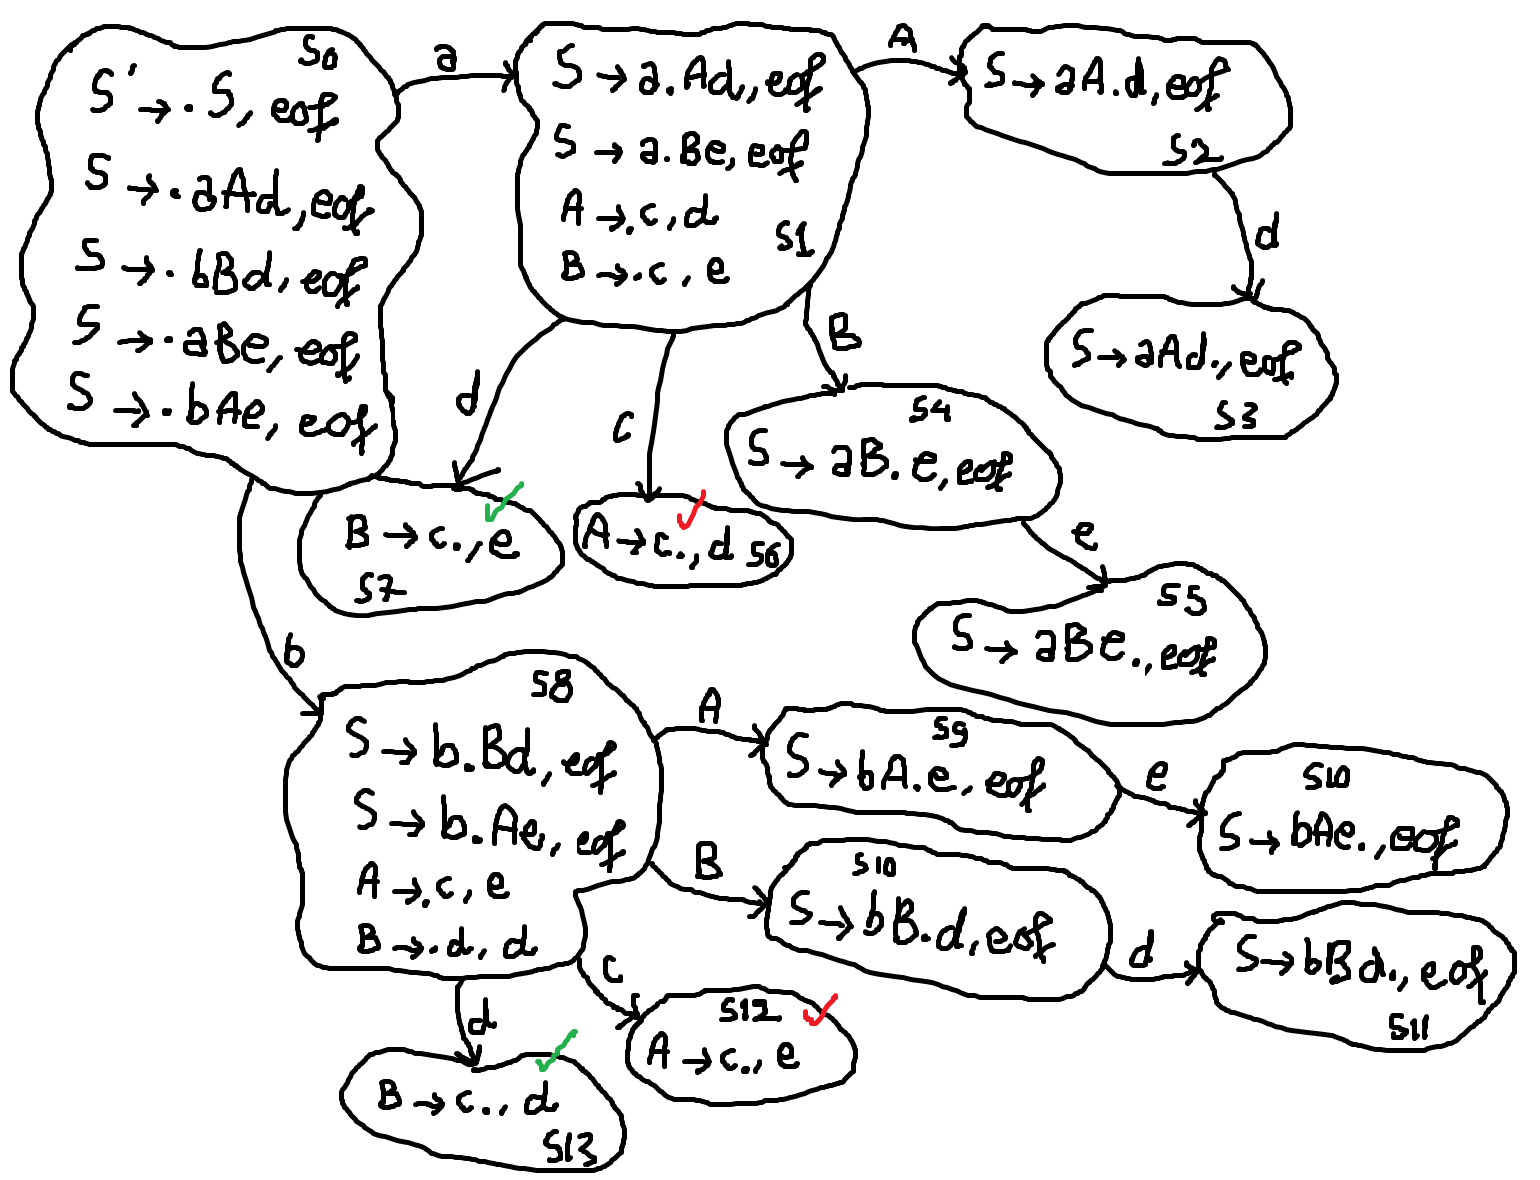 S0
S' → . S, eof
S → . aAd, eof
S → . bBd, eof
S → . aBe, eof
S → . bAe, eof
a
S → a.Ad, eof
S → a.Be, eof
A → .c, d
B → .c, e
S1
A
S → aA.d, eof
S2
d
S → aAd., eof
S3
B
S4
S → aB.e, eof
e
S5
S → aBe., eof
c
A → c., d S6
d
B → c., e
S7
b
S8
S → b.Bd, eof
S → b.Ae, eof
A → .c, e
B → .d, d
A
S9
S → bA.e, eof
e
S10
S → bAe., eof
B
S10
S → bB.d, eof
d
S → bBd., eof
S11
c
S12
A → c., e
d
B → c., d
S13